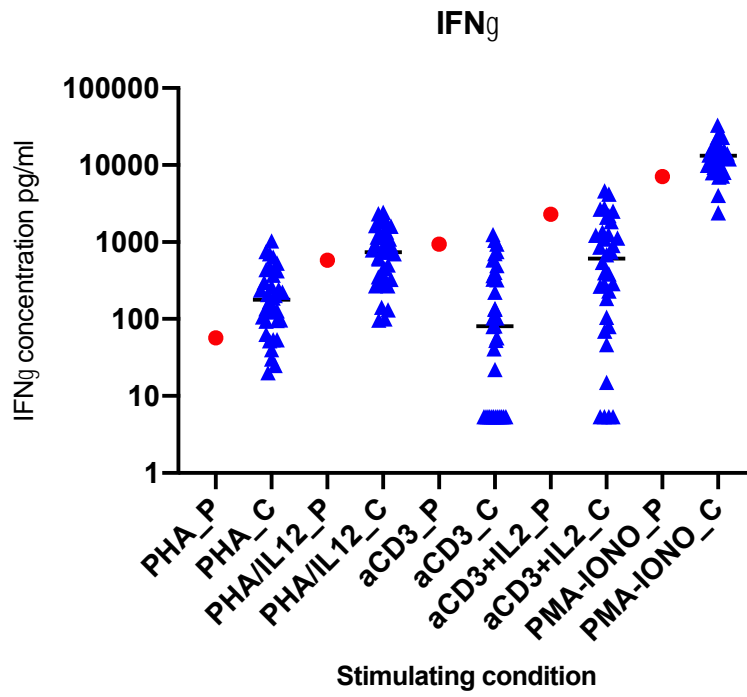 IFNg
IFNg concentration pg/ml
100000
10000
1000
100
10
1
PHA_P
PHA_C
PHA/IL12_P
PHA/IL12_C
aCD3_P
aCD3_C
aCD3+IL2_P
aCD3+IL2_C
PMA-IONO_P
PMA-IONO_C
Stimulating condition